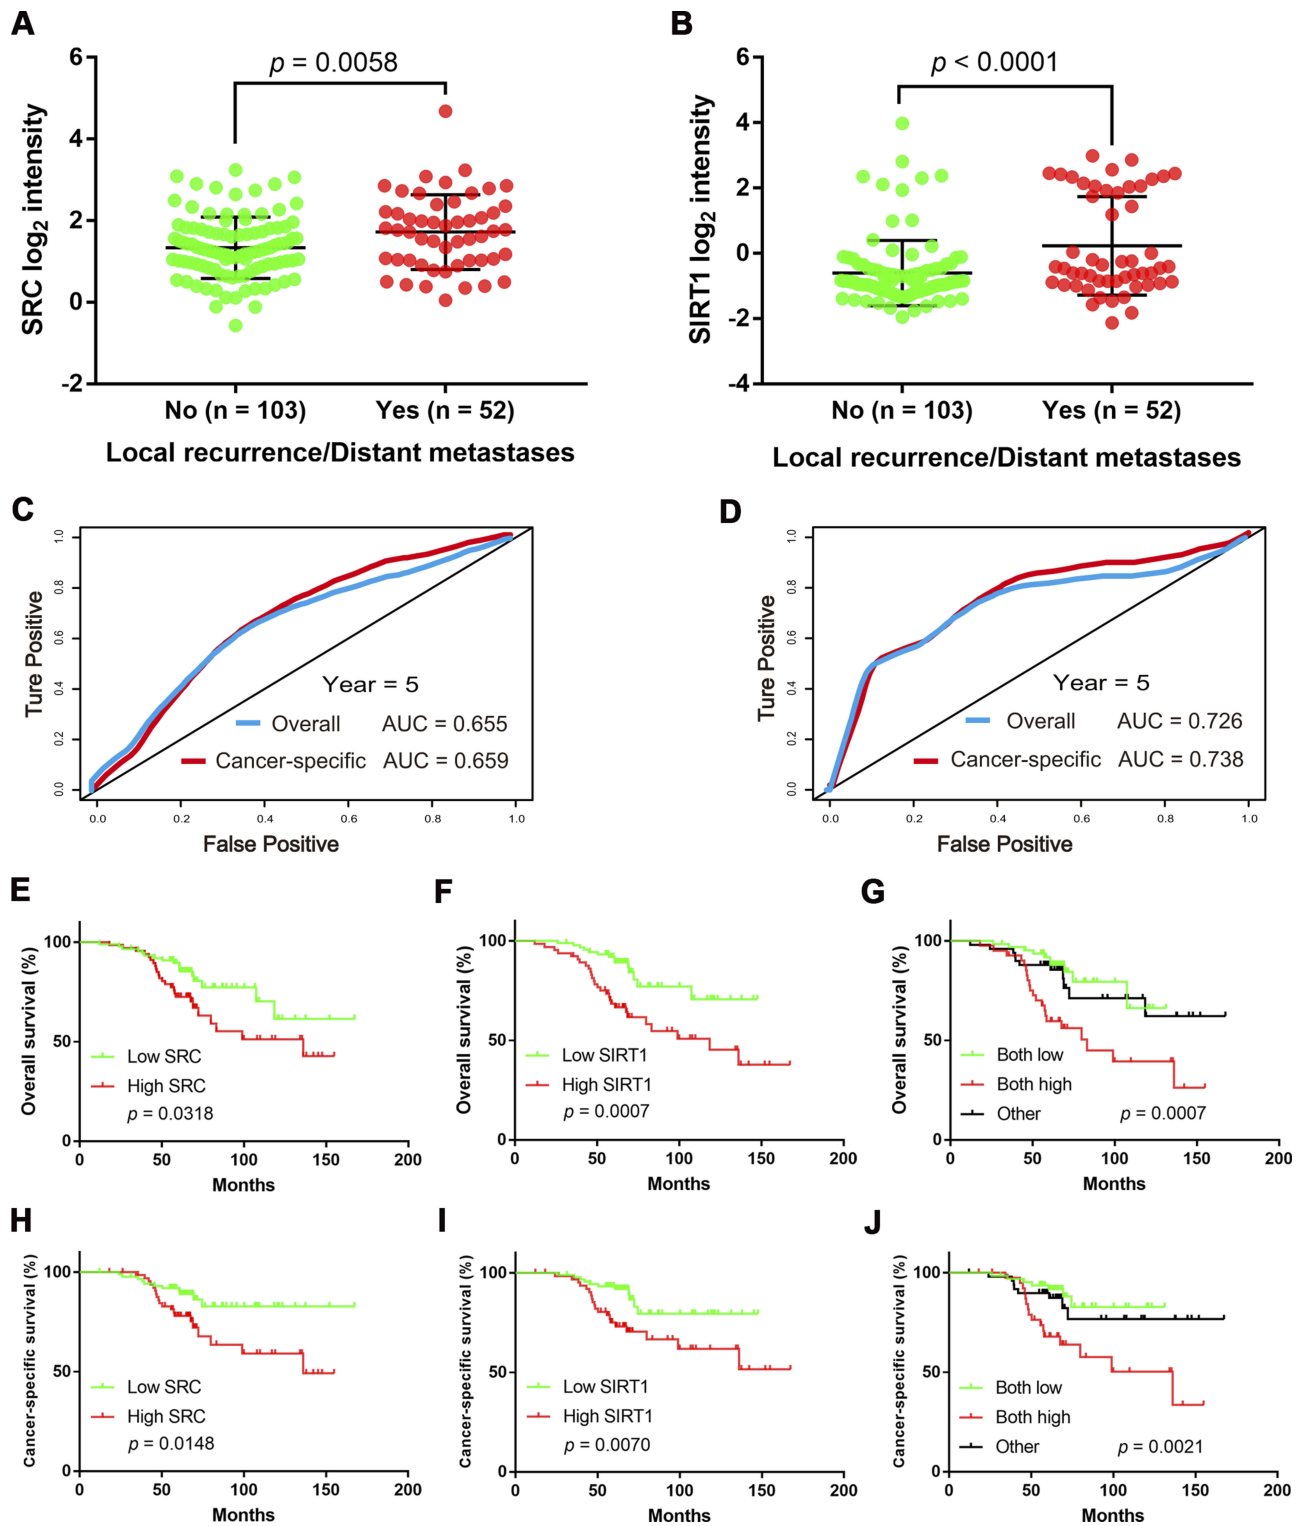 A
B
p = 0.0058
p < 0.0001
6
4
2
0
-2
SRC log2 intensity
6
4
2
0
-2
-4
SIRT1 log2 intensity
No (n = 103)
Yes (n = 52)
No (n = 103)
Yes (n = 52)
Local recurrence/Distant metastases
Local recurrence/Distant metastases
C
D
1.0
0.8
0.6
0.4
0.2
0.0
Ture Positive
Year = 5
Overall AUC = 0.655
Cancer-specific AUC = 0.659
0.0 0.2 0.4 0.6 0.8 1.0
False Positive
1.0
0.8
0.6
0.4
0.2
0.0
Ture Positive
Year = 5
Overall AUC = 0.726
Cancer-specific AUC = 0.738
0.0 0.2 0.4 0.6 0.8 1.0
False Positive
E
100
50
0
Overall survival (%)
Low SRC
High SRC
p = 0.0318
0 50 100 150 200
Months
F
100
50
0
Overall survival (%)
Low SIRT1
High SIRT1
p = 0.0007
0 50 100 150 200
Months
G
100
50
0
Overall survival (%)
Both low
Both high
Other
p = 0.0007
0 50 100 150 200
Months
H
100
50
0
Cancer-specific survival (%)
Low SRC
High SRC
p = 0.0148
0 50 100 150 200
Months
I
100
50
0
Cancer-specific survival (%)
Low SIRT1
High SIRT1
p = 0.0070
0 50 100 150 200
Months
J
100
50
0
Cancer-specific survival (%)
Both low
Both high
Other
p = 0.0021
0 50 100 150 200
Months